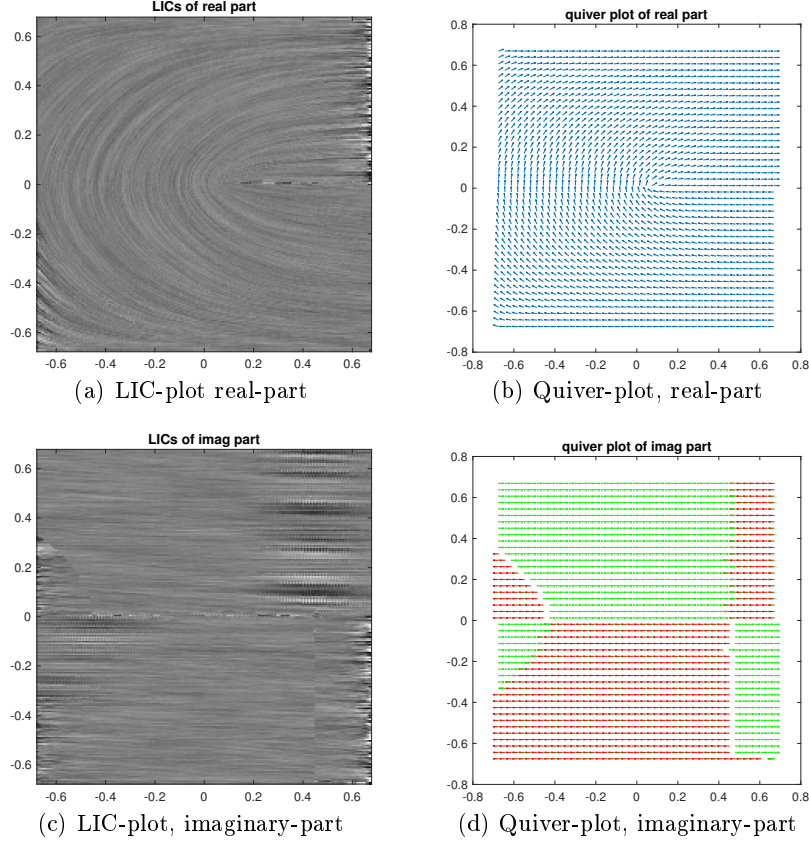 LICs of real part
0.6
0.4
0.2
0
-0.2
-0.4
-0.6
-0.6 -0.4 -0.2 0 0.2 0.4 0.6
(a) LIC-plot real-part
quiver plot of real part
0.8
0.6
0.4
0.2
0
-0.2
-0.4
-0.6
-0.8
-0.8 -0.6 -0.4 -0.2 0 0.2 0.4 0.6 0.8
(b) Quiver-plot, real-part
LICs of imag part
0.6
0.4
0.2
0
-0.2
-0.4
-0.6
-0.6 -0.4 -0.2 0 0.2 0.4 0.6
(c) LIC-plot, imaginary-part
quiver plot of imag part
0.8
0.6
0.4
0.2
0
-0.2
-0.4
-0.6
-0.8
-0.8 -0.6 -0.4 -0.2 0 0.2 0.4 0.6 0.8
(d) Quiver-plot, imaginary-part